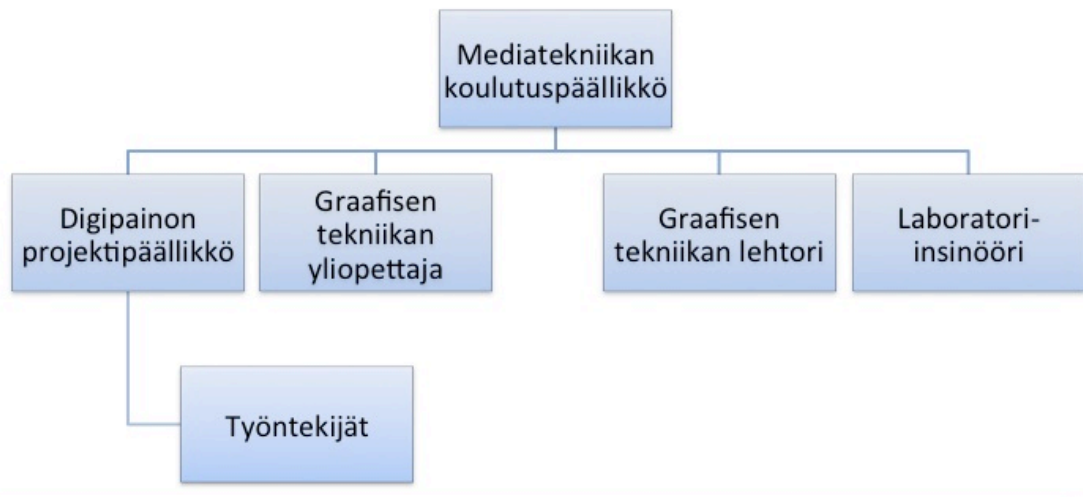 Mediatekniikan
koulutuspäällikkö
Digipainon
projektipäällikkö
Graafisen
tekniikan
yliopettaja
Graafisen
tekniikan lehtori
Laboratori-
insinööri
Työntekijät